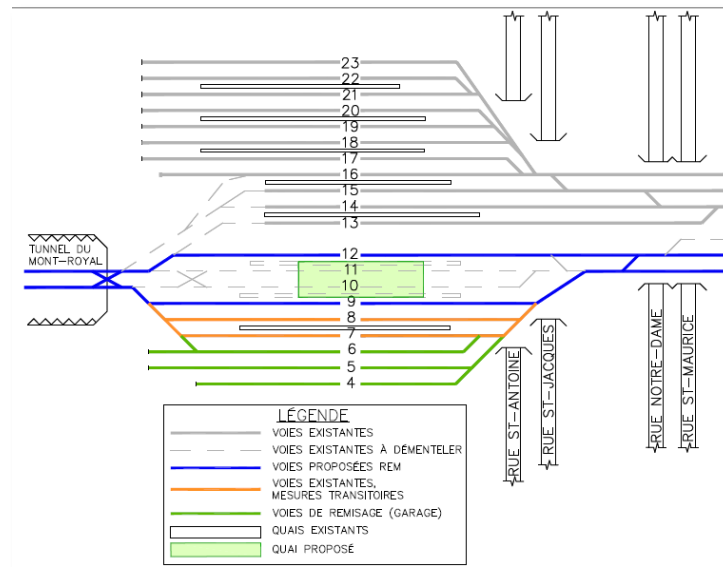 23
22
21
20
19
18
17
16
15
14
13
TUNNEL DU
MONT-ROYAL
12
11
10
9
8
7
6
5
4
RUE ST-ANTOINE
RUE ST-JACQUES
RUE NOTRE-DAME
RUE ST-MAURICE
LÉGENDE
VOIES EXISTANTES
VOIES EXISTANTES À DÉMENTELER
VOIES PROPOSÉES REM
VOIES EXISTANTES,
MESURES TRANSITOIRES
VOIES DE REMISAGE (GARAGE)
QUAIS EXISTANTS
QUAI PROPOSÉ